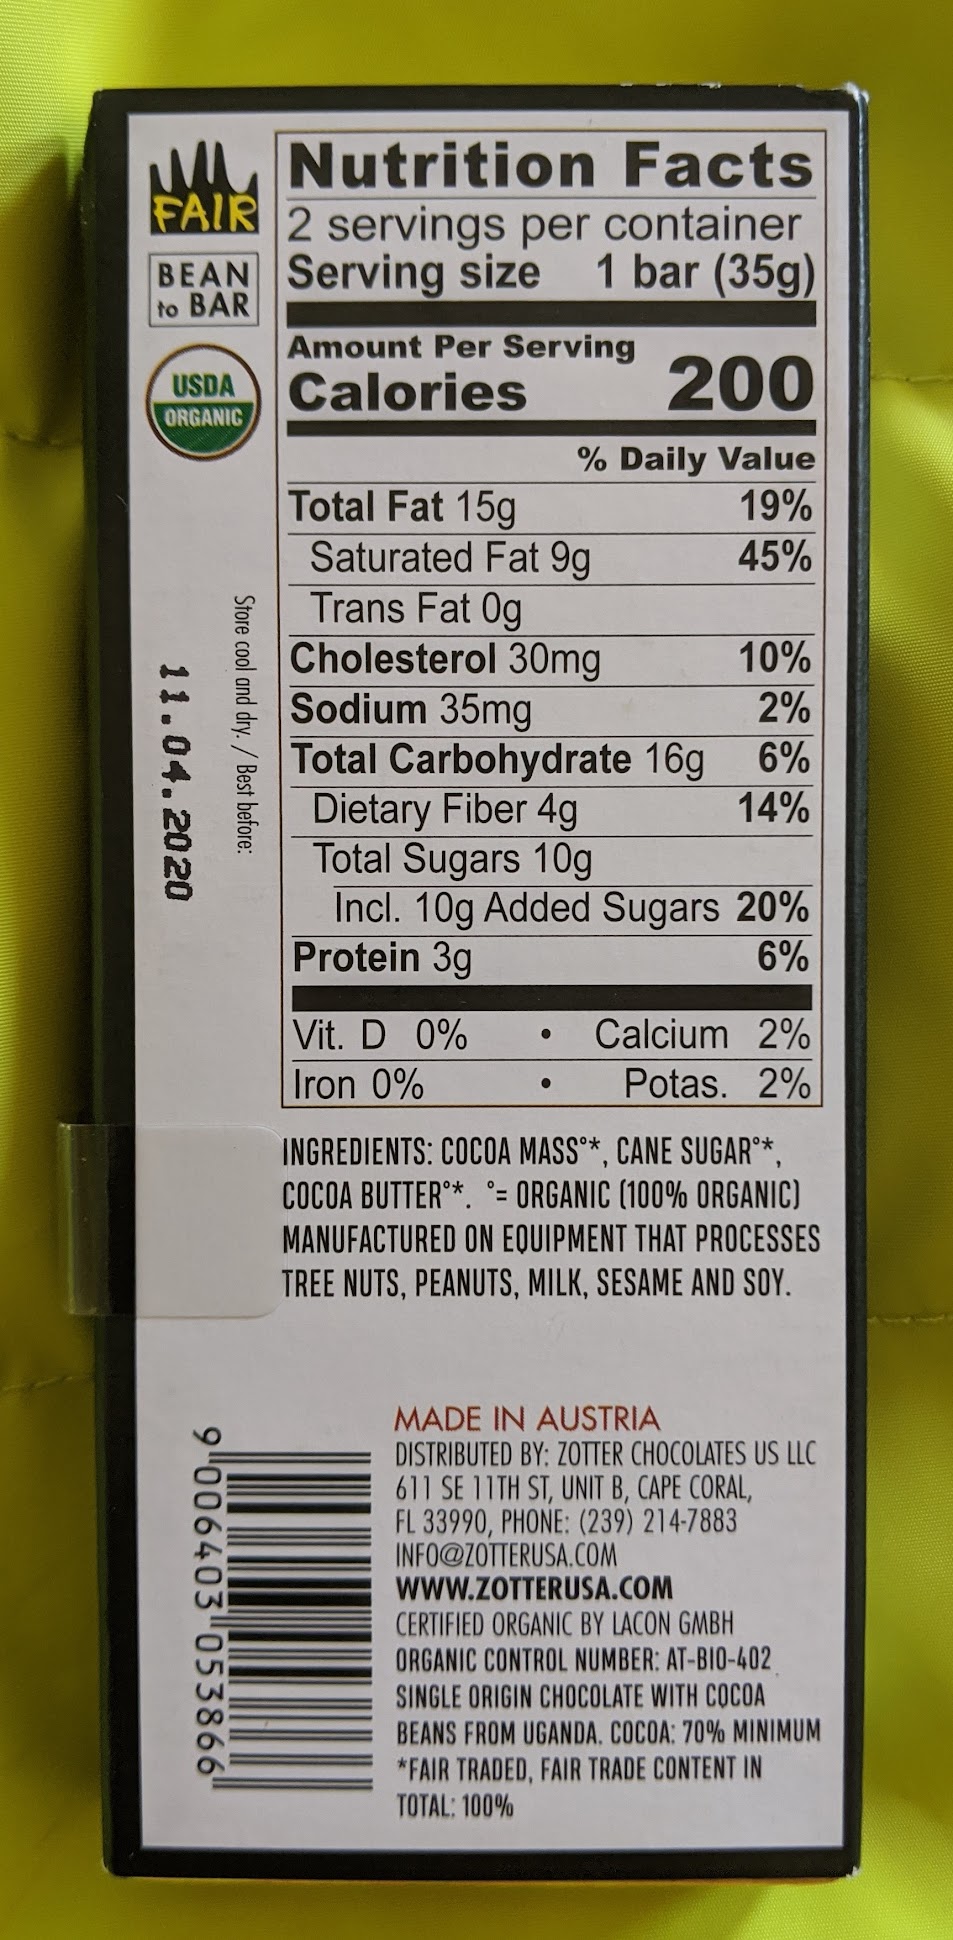 FAIR
BEAN
to BAR
USDA
ORGANIC
Store cool and dry. / Best before:
11.04.2020
Nutrition Facts
2 servings per container
Serving size 1 bar (35g)
Amount Per Serving
Calories 200
% Daily Value
Total Fat 15g 19%
Saturated Fat 9g 45%
Trans Fat 0g
Cholesterol 30mg 10%
Sodium 35mg 2%
Total Carbohydrate 16g 6%
Dietary Fiber 4g 14%
Total Sugars 10g
Incl. 10g Added Sugars 20%
Protein 3g 6%
Vit. D 0% • Calcium 2%
Iron 0% • Potas. 2%
INGREDIENTS: COCOA MASS°*, CANE SUGAR°*,
COCOA BUTTER°*. °= ORGANIC (100% ORGANIC)
MANUFACTURED ON EQUIPMENT THAT PROCESSES
TREE NUTS, PEANUTS, MILK, SESAME AND SOY.
MADE IN AUSTRIA
DISTRIBUTED BY: ZOTTER CHOCOLATES US LLC
611 SE 11TH ST, UNIT B, CAPE CORAL,
FL 33990, PHONE: (239) 214-7883
INFO@ZOTTERUSA.COM
WWW.ZOTTERUSA.COM
CERTIFIED ORGANIC BY LACON GMBH
ORGANIC CONTROL NUMBER: AT-BIO-402
SINGLE ORIGIN CHOCOLATE WITH COCOA
BEANS FROM UGANDA. COCOA: 70% MINIMUM
*FAIR TRADED, FAIR TRADE CONTENT IN
TOTAL: 100%
9 006403 053866